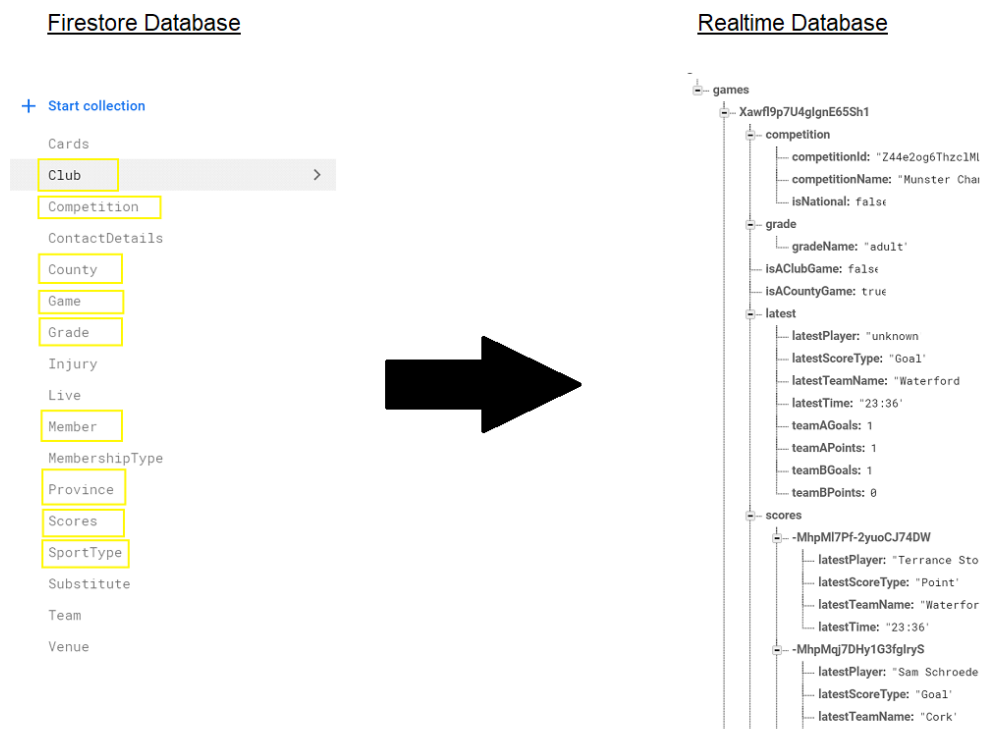 Firestore Database
+ Start collection
Cards
Club
Competition
ContactDetails
County
Game
Grade
Injury
Live
Member
MembershipType
Province
Scores
SportType
Substitute
Team
Venue
Realtime Database
games
competition
competitionId: "Z44e2og6ThzclML
competitionName: "Munster Cha
isNational: false
grade
gradeName: "adult"
isAClubGame: false
isACountyGame: true
latest
latestPlayer: "unknown
latestScoreType: "Goal"
latestTeamName: "Waterford
latestTime: "23:36"
teamAGoals: 1
teamAPoints: 1
teamBGoals: 1
teamBPoints: 0
scores
-MhpMl7Pf-2yuoCJ74DW
latestPlayer: "Terrance Sto
latestScoreType: "Point"
latestTeamName: "Waterfor
latestTime: "23:36"
-MhpMqj7DHy1G3fglryS
latestPlayer: "Sam Schroede
latestScoreType: "Goal"
latestTeamName: "Cork"